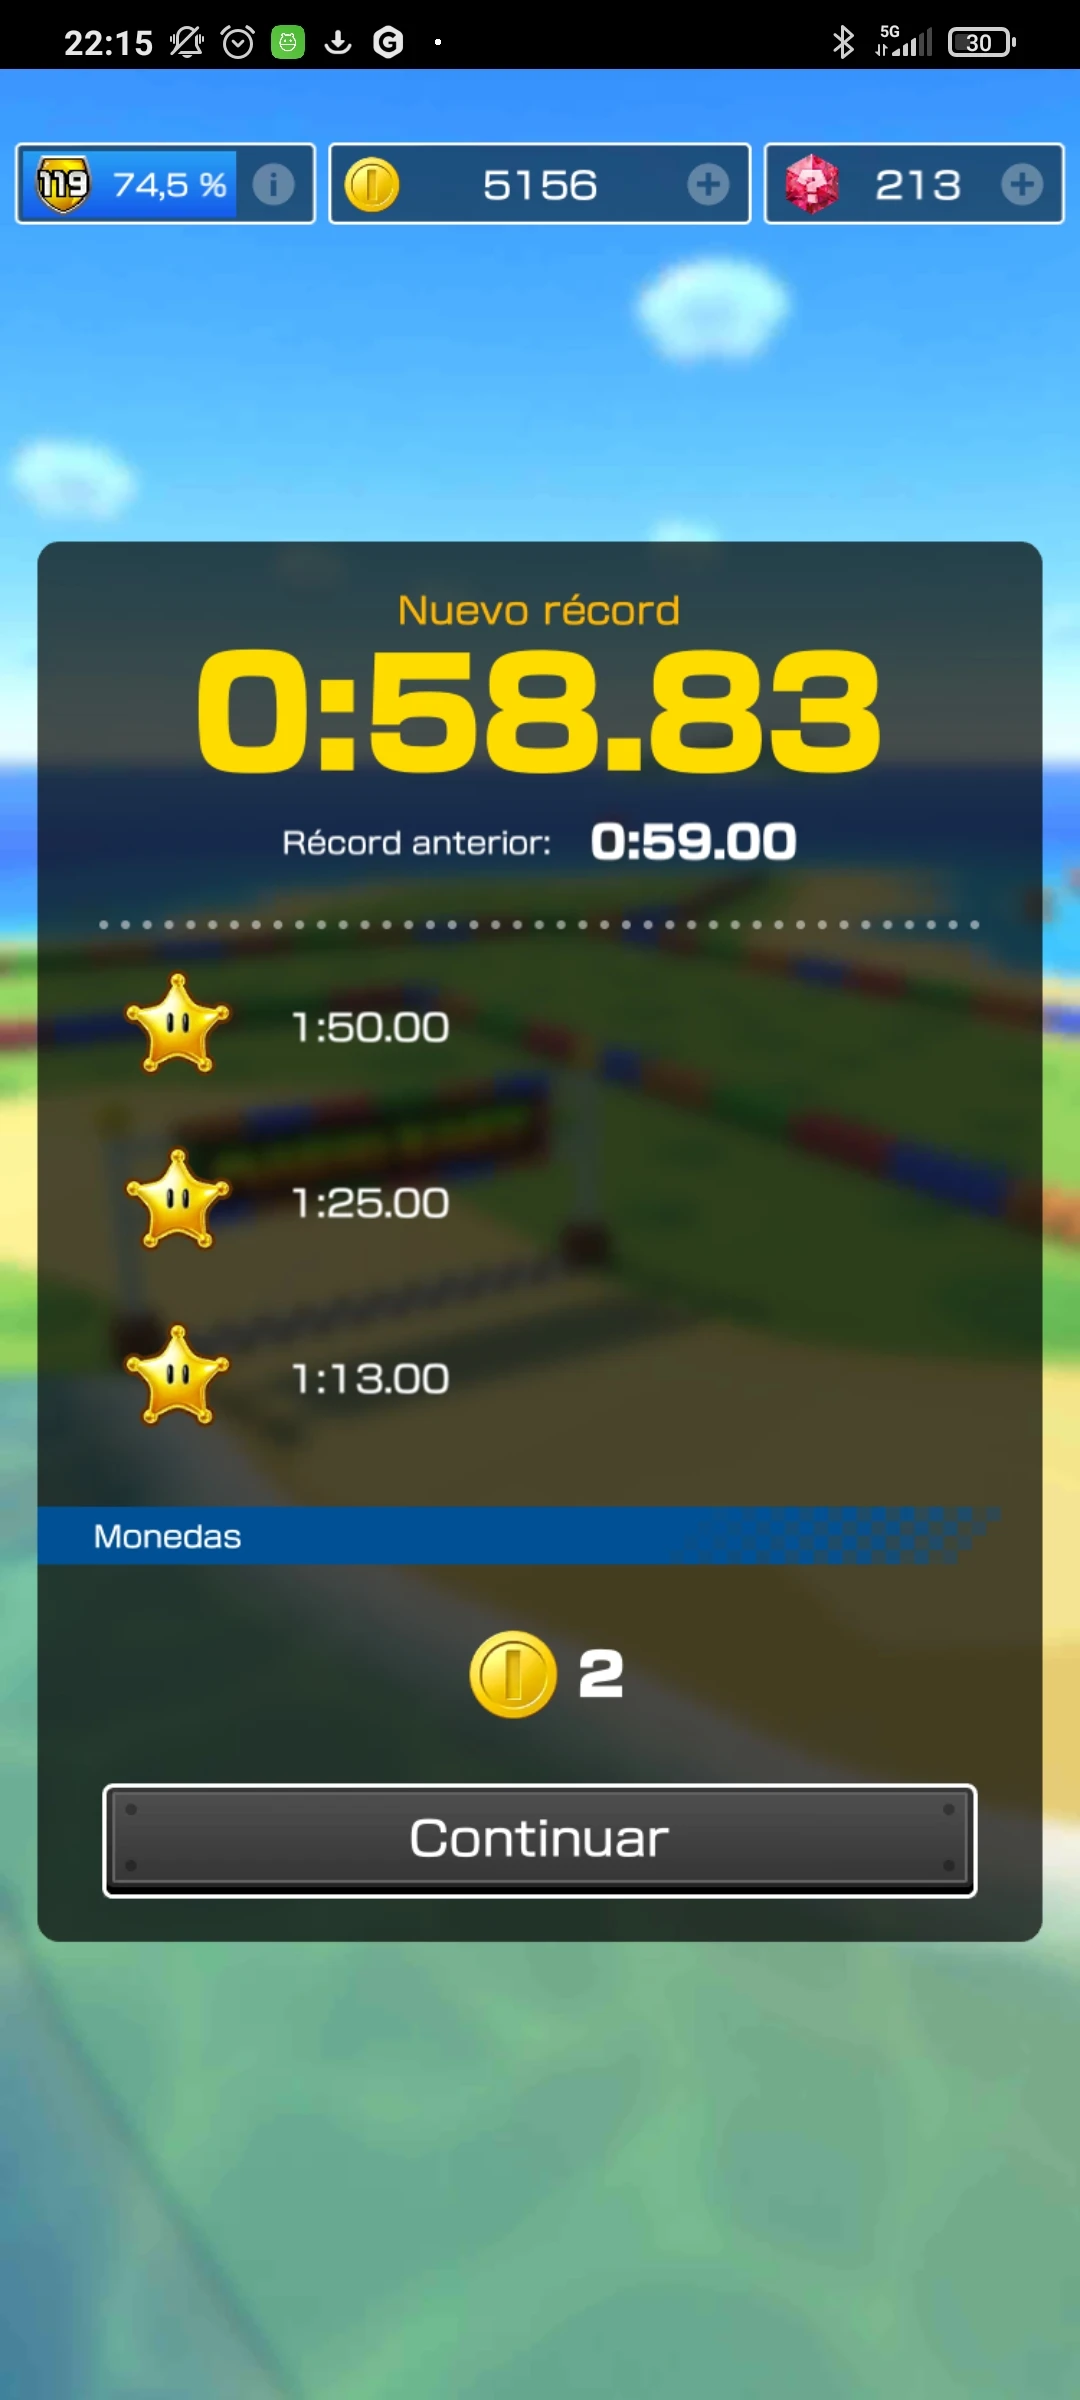 22:15 5G 30
119 74,5 % i 5156 + 213 +
Nuevo récord
0:58.83
Récord anterior: 0:59.00
1:50.00
1:25.00
1:13.00
Monedas
2
Continuar